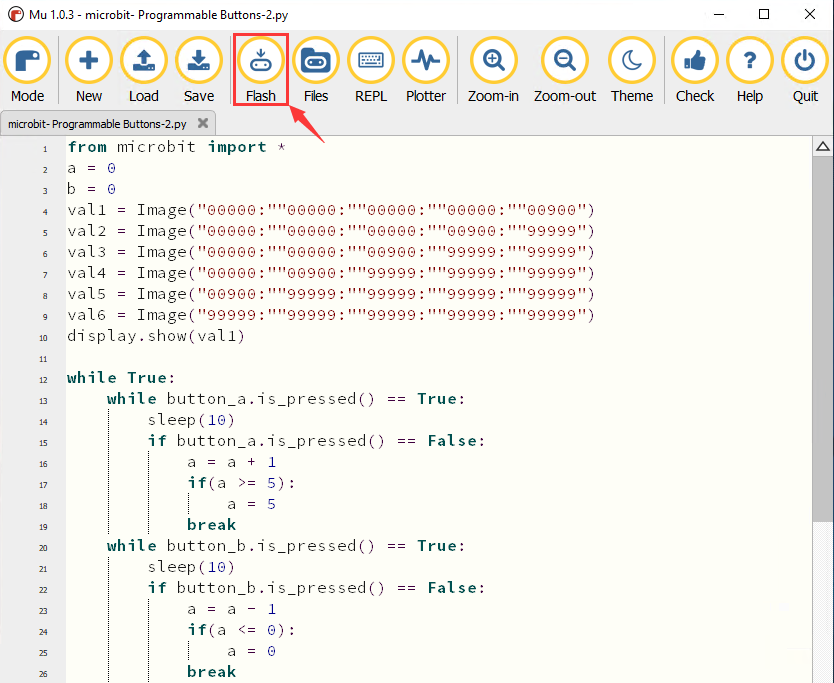 Mu 1.0.3 - microbit- Programmable Buttons-2.py
Mode New Load Save Flash Files REPL Plotter Zoom-in Zoom-out Theme Check Help Quit
microbit- Programmable Buttons-2.py
1 from microbit import *
2 a = 0
3 b = 0
4 val1 = Image("00000:""00000:""00000:""00000:""00900")
5 val2 = Image("00000:""00000:""00000:""00900:""99999")
6 val3 = Image("00000:""00000:""00900:""99999:""99999")
7 val4 = Image("00000:""00900:""99999:""99999:""99999")
8 val5 = Image("00900:""99999:""99999:""99999:""99999")
9 val6 = Image("99999:""99999:""99999:""99999:""99999")
10 display.show(val1)
11
12 while True:
13 while button_a.is_pressed() == True:
14 sleep(10)
15 if button_a.is_pressed() == False:
16 a = a + 1
17 if(a >= 5):
18 a = 5
19 break
20 while button_b.is_pressed() == True:
21 sleep(10)
22 if button_b.is_pressed() == False:
23 a = a - 1
24 if(a <= 0):
25 a = 0
26 break